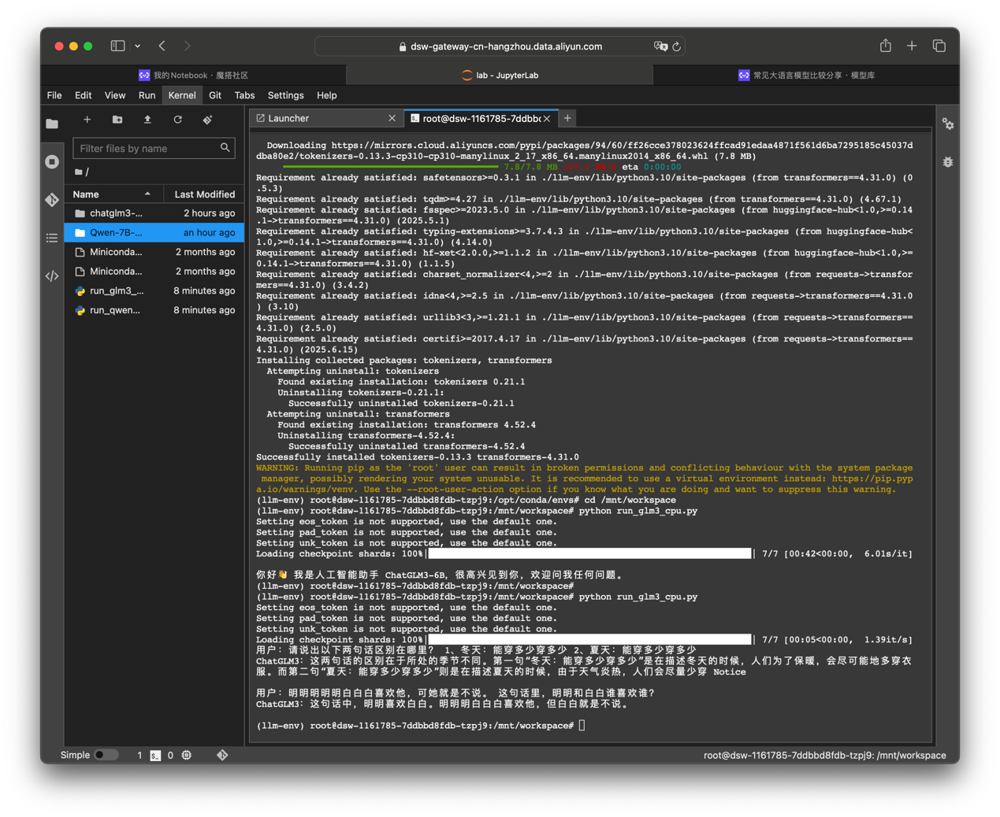 dsw-gateway-cn-hangzhou.data.aliyun.com
我的Notebook · 魔搭社区
lab - JupyterLab
常见大语言模型比较分享 · 模型库
File Edit View Run Kernel Git Tabs Settings Help
Launcher
root@dsw-1161785-7ddbb
Filter files by name
/
Name Last Modified
chatglm3-... 2 hours ago
Qwen-7B-... an hour ago
Miniconda... 2 months ago
Miniconda... 2 months ago
run_glm3_... 8 minutes ago
run_qwen... 8 minutes ago
Downloading https://mirrors.cloud.aliyuncs.com/pypi/packages/94/60/ff26cce378023624ffcad91edaa4871f561d6ba7295185c45037d
dba80e2/tokenizers-0.13.3-cp310-cp310-manylinux_2_17_x86_64.manylinux2014_x86_64.whl (7.8 MB)
7.8/7.8 MB 107.1 MB/s eta 0:00:00
Requirement already satisfied: safetensors>=0.3.1 in ./llm-env/lib/python3.10/site-packages (from transformers==4.31.0) (0
.5.3)
Requirement already satisfied: tqdm>=4.27 in ./llm-env/lib/python3.10/site-packages (from transformers==4.31.0) (4.67.1)
Requirement already satisfied: fsspec>=2023.5.0 in ./llm-env/lib/python3.10/site-packages (from huggingface-hub<1.0,>=0.14
.1->transformers==4.31.0) (2025.5.1)
Requirement already satisfied: typing-extensions>=3.7.4.3 in ./llm-env/lib/python3.10/site-packages (from huggingface-hub<
1.0,>=0.14.1->transformers==4.31.0) (4.14.0)
Requirement already satisfied: hf-xet<2.0.0,>=1.1.2 in ./llm-env/lib/python3.10/site-packages (from huggingface-hub<1.0,>=
0.14.1->transformers==4.31.0) (1.1.5)
Requirement already satisfied: charset_normalizer<4,>=2 in ./llm-env/lib/python3.10/site-packages (from requests->transfor
mers==4.31.0) (3.4.2)
Requirement already satisfied: idna<4,>=2.5 in ./llm-env/lib/python3.10/site-packages (from requests->transformers==4.31.0
) (3.10)
Requirement already satisfied: urllib3<3,>=1.21.1 in ./llm-env/lib/python3.10/site-packages (from requests->transformers==
4.31.0) (2.5.0)
Requirement already satisfied: certifi>=2017.4.17 in ./llm-env/lib/python3.10/site-packages (from requests->transformers==
4.31.0) (2025.6.15)
Installing collected packages: tokenizers, transformers
Attempting uninstall: tokenizers
Found existing installation: tokenizers 0.21.1
Uninstalling tokenizers-0.21.1:
Successfully uninstalled tokenizers-0.21.1
Attempting uninstall: transformers
Found existing installation: transformers 4.52.4
Uninstalling transformers-4.52.4:
Successfully uninstalled transformers-4.52.4
Successfully installed tokenizers-0.13.3 transformers-4.31.0
WARNING: Running pip as the 'root' user can result in broken permissions and conflicting behaviour with the system package
manager, possibly rendering your system unusable. It is recommended to use a virtual environment instead: https://pip.pyp
a.io/warnings/venv. Use the --root-user-action option if you know what you are doing and want to suppress this warning.
(llm-env) root@dsw-1161785-7ddbbd8fdb-tzpj9:/opt/conda/envs# cd /mnt/workspace
(llm-env) root@dsw-1161785-7ddbbd8fdb-tzpj9:/mnt/workspace# python run_glm3_cpu.py
Setting eos_token is not supported, use the default one.
Setting pad_token is not supported, use the default one.
Setting unk_token is not supported, use the default one.
Loading checkpoint shards: 100%| | 7/7 [00:42<00:00, 6.01s/it]
你好👋 我是人工智能助手 ChatGLM3-6B，很高兴见到你，欢迎问我任何问题。
(llm-env) root@dsw-1161785-7ddbbd8fdb-tzpj9:/mnt/workspace#
(llm-env) root@dsw-1161785-7ddbbd8fdb-tzpj9:/mnt/workspace# python run_glm3_cpu.py
Setting eos_token is not supported, use the default one.
Setting pad_token is not supported, use the default one.
Setting unk_token is not supported, use the default one.
Loading checkpoint shards: 100%| | 7/7 [00:05<00:00, 1.39it/s]
用户：请说出以下两句话区别在哪里？ 1、冬天：能穿多少穿多少 2、夏天：能穿多少穿多少
ChatGLM3：这两句话的区别在于所处的季节不同。第一句“冬天：能穿多少穿多少”是在描述冬天的时候，人们为了保暖，会尽可能地多穿衣
服。而第二句“夏天：能穿多少穿多少”则是在描述夏天的时候，由于天气炎热，人们会尽量少穿 Notice
用户：明明明明明白白白喜欢他，可她就是不说。 这句话里，明明和白白谁喜欢谁？
ChatGLM3：这句话中，明明喜欢白白。明明明白白白喜欢他，但白白就是不说。
(llm-env) root@dsw-1161785-7ddbbd8fdb-tzpj9:/mnt/workspace#
Simple 1 0 root@dsw-1161785-7ddbbd8fdb-tzpj9: /mnt/workspace